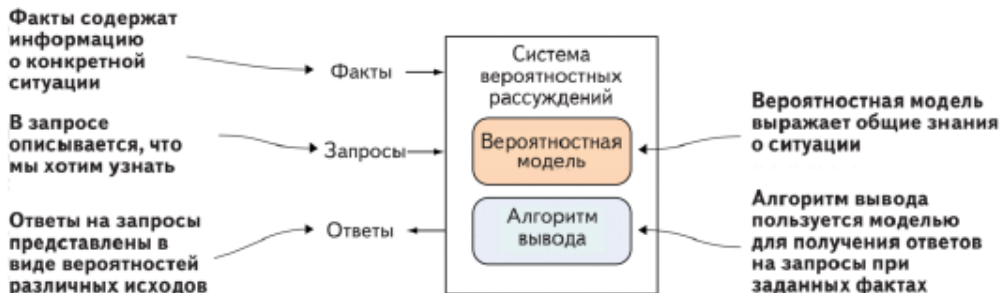 Факты содержат
информацию
о конкретной
ситуации
Факты
В запросе
описывается, что
мы хотим узнать
Запросы
Ответы на запросы
представлены в
виде вероятностей
различных исходов
Ответы
Система
вероятностных
рассуждений
Вероятностная
модель
Алгоритм
вывода
Вероятностная модель
выражает общие знания
о ситуации
Алгоритм вывода
пользуется моделью
для получения ответов
на запросы при
заданных фактах